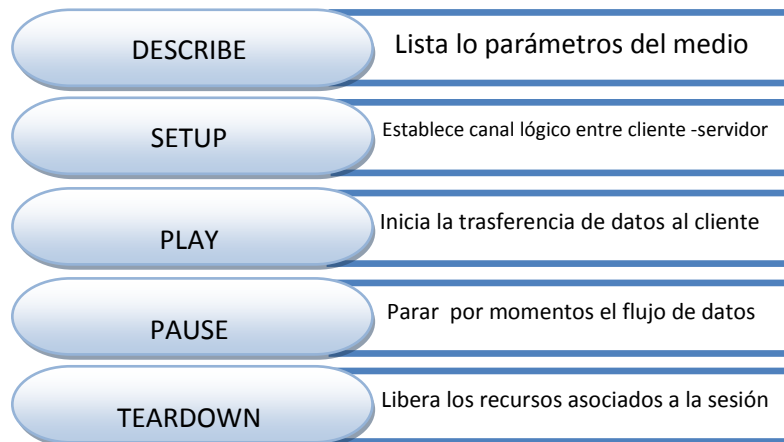 DESCRIBE
Lista lo parámetros del medio
SETUP
Establece canal lógico entre cliente -servidor
PLAY
Inicia la trasferencia de datos al cliente
PAUSE
Parar por momentos el flujo de datos
TEARDOWN
Libera los recursos asociados a la sesión